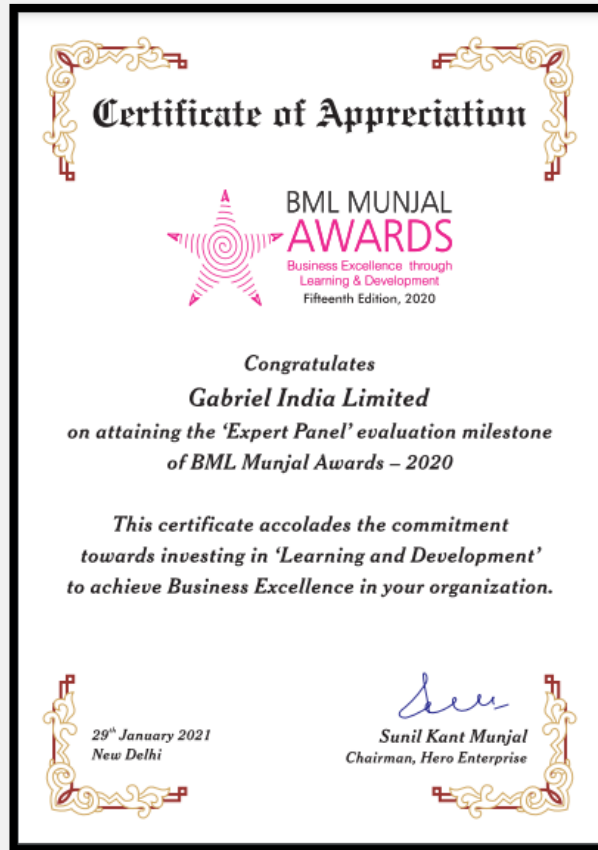 Certificate of Appreciation
BML MUNJAL
AWARDS
Business Excellence through
Learning & Development
Fifteenth Edition, 2020
Congratulates
Gabriel India Limited
on attaining the ‘Expert Panel’ evaluation milestone
of BML Munjal Awards – 2020
This certificate accolades the commitment
towards investing in ‘Learning and Development’
to achieve Business Excellence in your organization.
29th January 2021
New Delhi
Sunil Kant Munjal
Chairman, Hero Enterprise